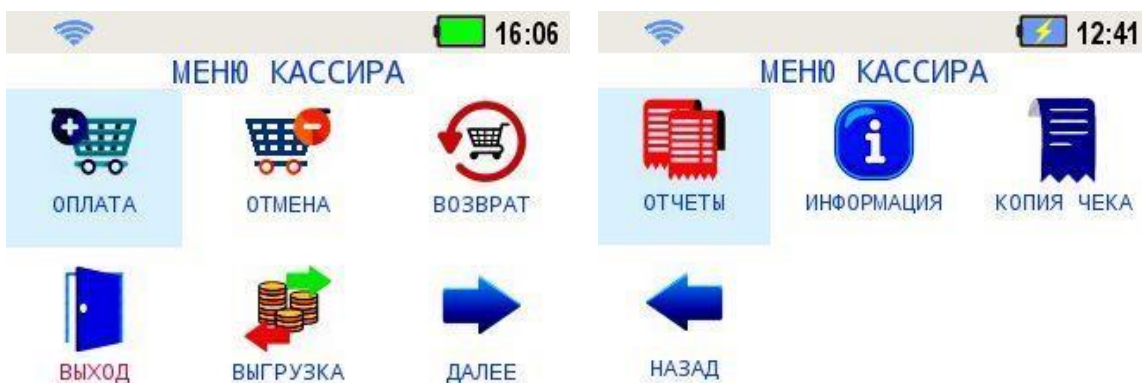 16:06
МЕНЮ КАССИРА
ОПЛАТА ОТМЕНА ВОЗВРАТ
ВЫХОД ВЫГРУЗКА ДАЛЕЕ
12:41
МЕНЮ КАССИРА
ОТЧЕТЫ ИНФОРМАЦИЯ КОПИЯ ЧЕКА
НАЗАД